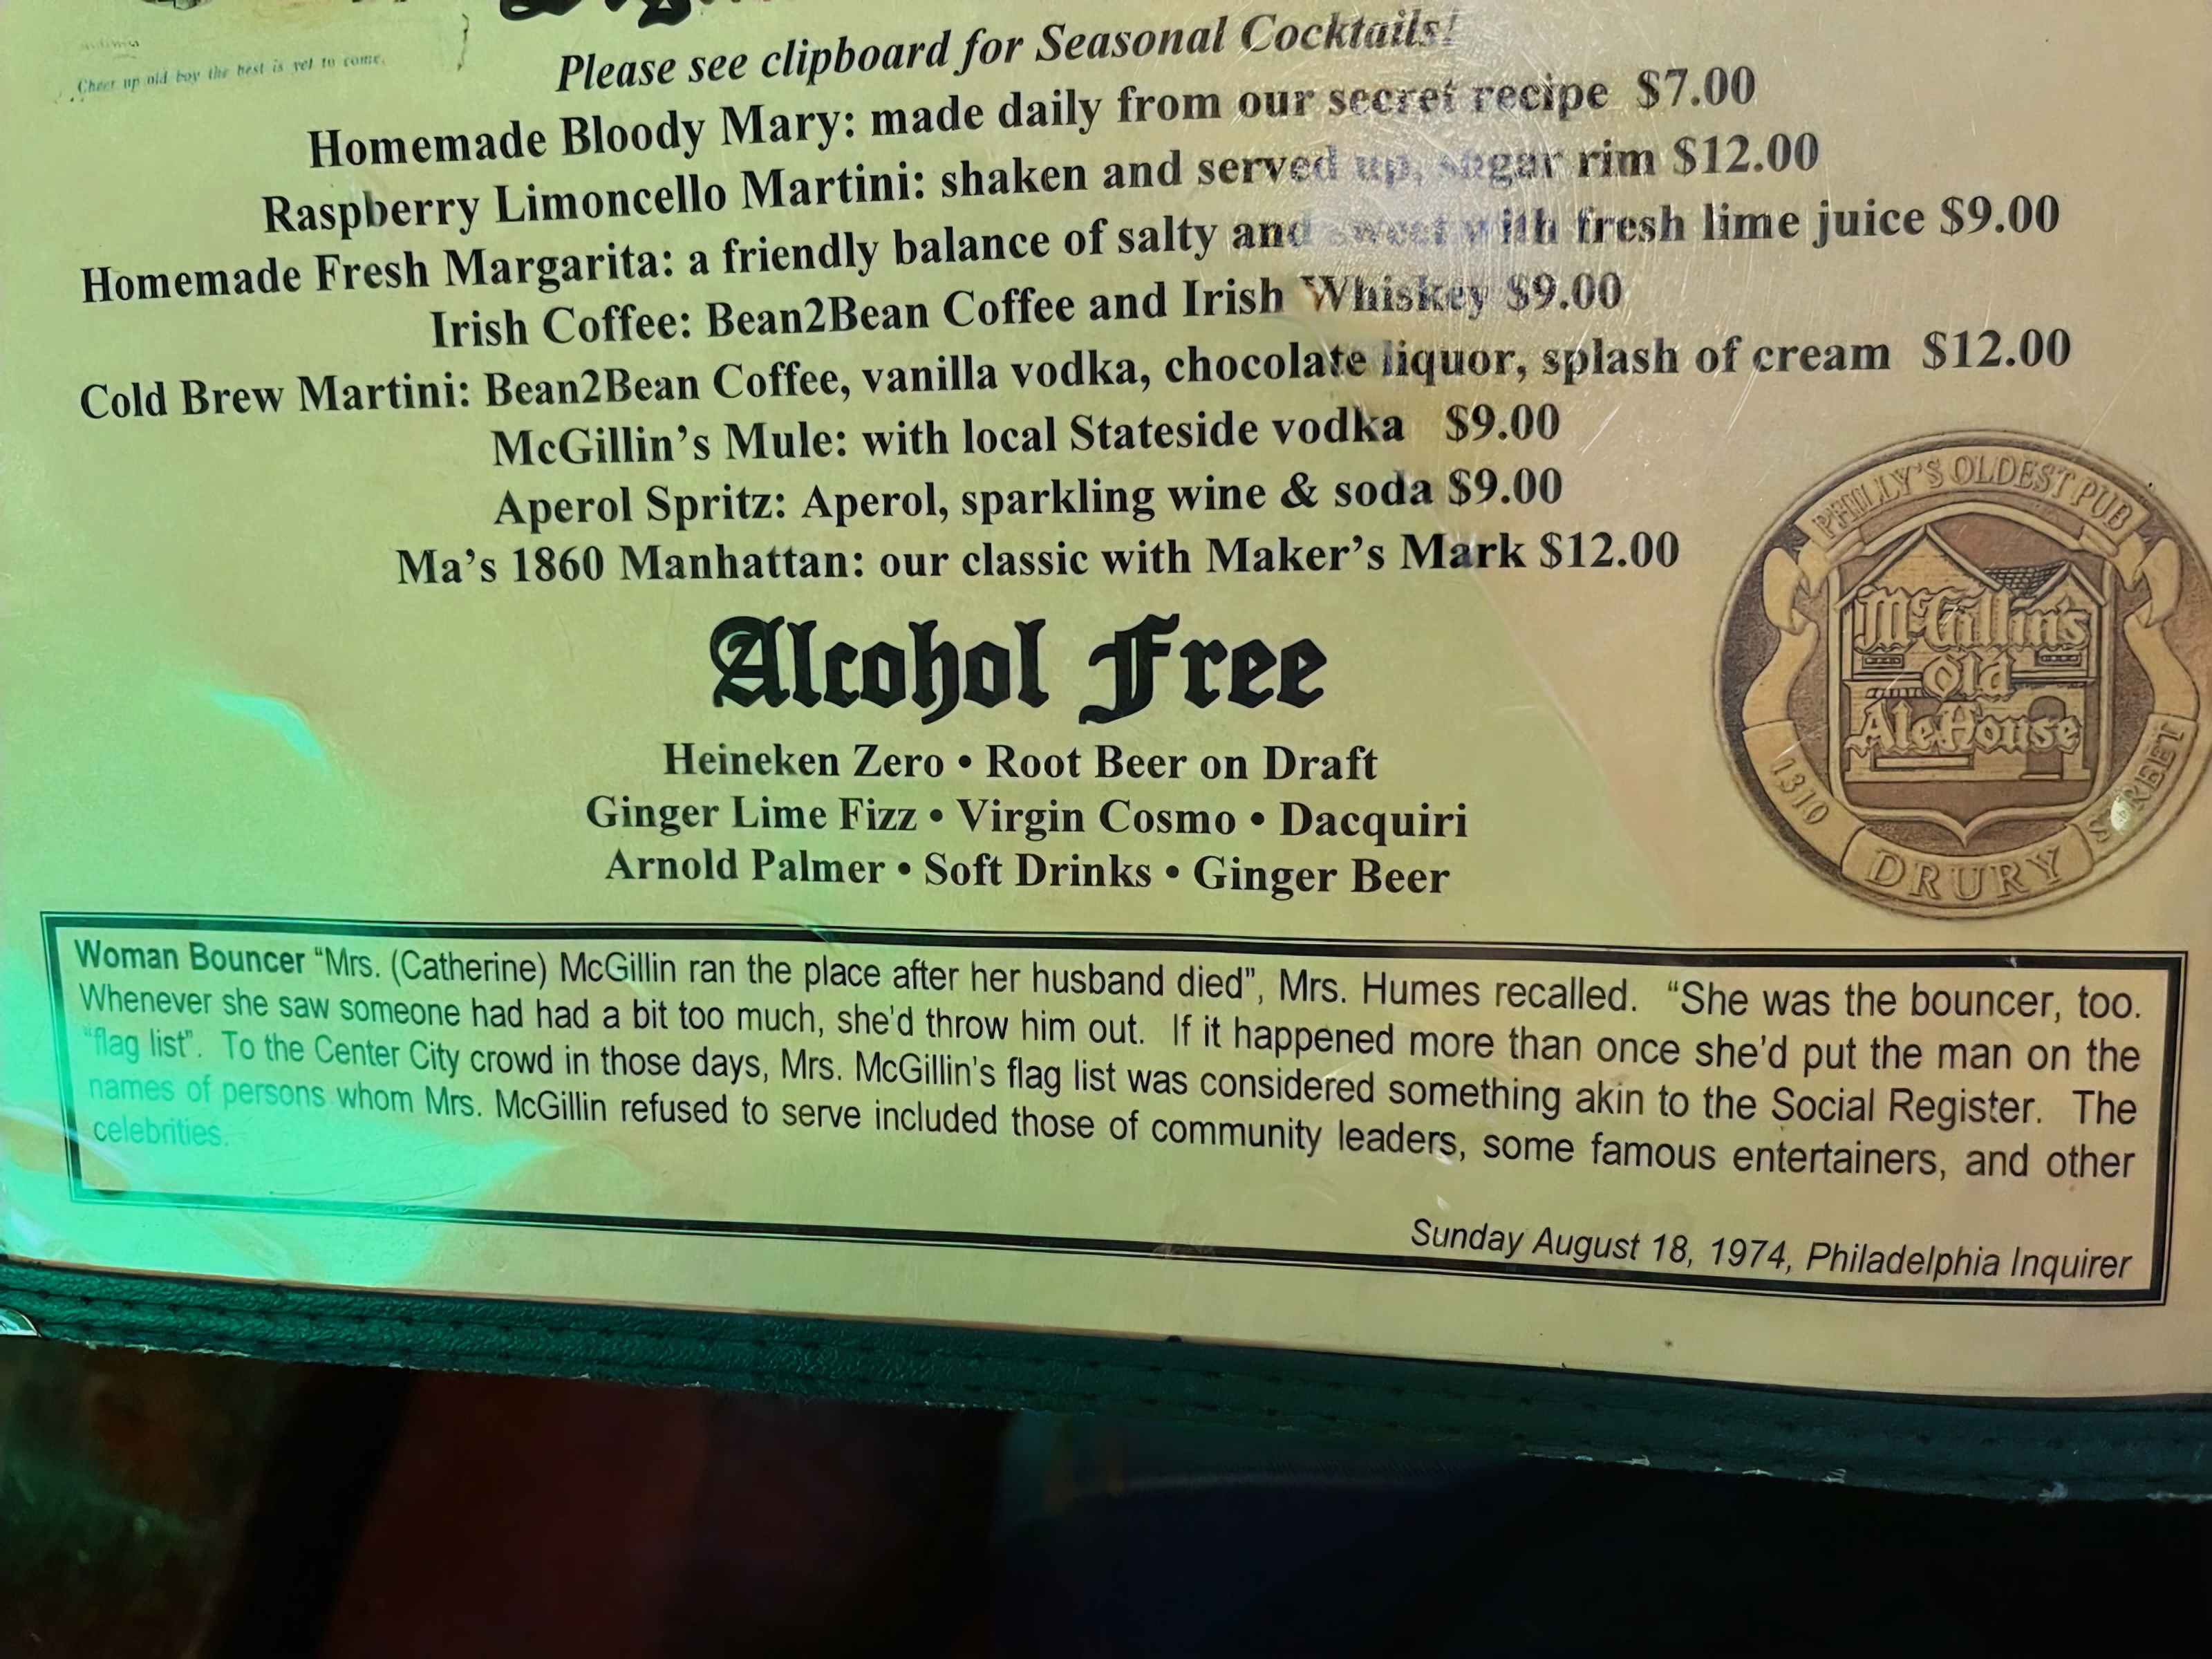 Cheer up old boy the best is yet to come.
Please see clipboard for Seasonal Cocktails!
Homemade Bloody Mary: made daily from our secret recipe $7.00
Raspberry Limoncello Martini: shaken and served up, sugar rim $12.00
Homemade Fresh Margarita: a friendly balance of salty and sweet with fresh lime juice $9.00
Irish Coffee: Bean2Bean Coffee and Irish Whiskey $9.00
Cold Brew Martini: Bean2Bean Coffee, vanilla vodka, chocolate liquor, splash of cream $12.00
McGillin's Mule: with local Stateside vodka $9.00
Aperol Spritz: Aperol, sparkling wine & soda $9.00
Ma's 1860 Manhattan: our classic with Maker's Mark $12.00
PHILLY'S OLDEST PUB
McGillin's
Old
Ale House
1310 DRURY STREET
Alcohol Free
Heineken Zero • Root Beer on Draft
Ginger Lime Fizz • Virgin Cosmo • Dacquiri
Arnold Palmer • Soft Drinks • Ginger Beer
Woman Bouncer "Mrs. (Catherine) McGillin ran the place after her husband died", Mrs. Humes recalled. "She was the bouncer, too.
Whenever she saw someone had had a bit too much, she'd throw him out. If it happened more than once she'd put the man on the
"flag list". To the Center City crowd in those days, Mrs. McGillin's flag list was considered something akin to the Social Register. The
names of persons whom Mrs. McGillin refused to serve included those of community leaders, some famous entertainers, and other
celebrities.
Sunday August 18, 1974, Philadelphia Inquirer